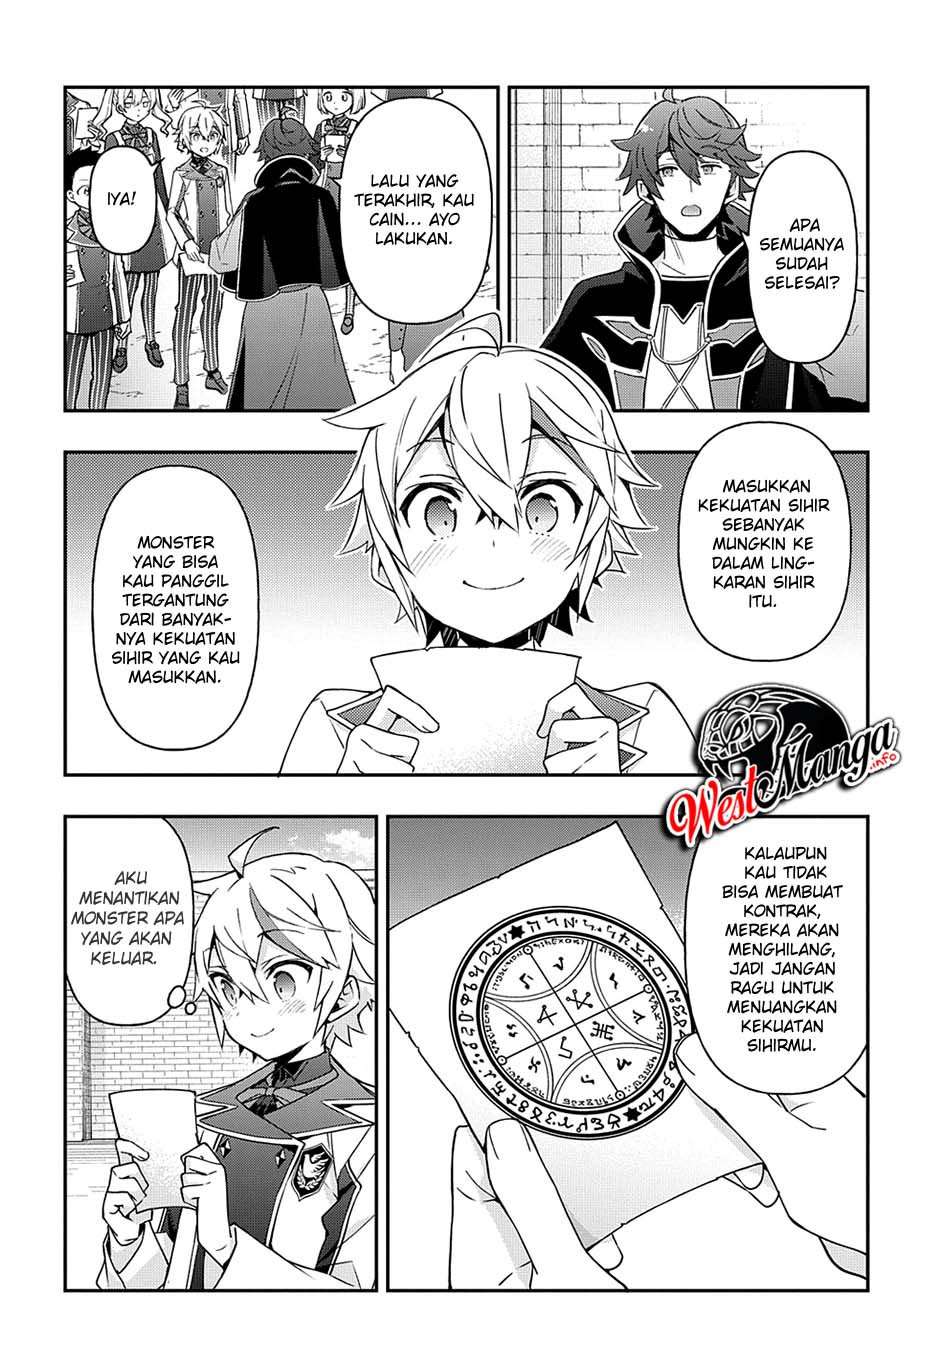 APA
SEMUANYA
SUDAH
SELESAI?
LALU YANG
TERAKHIR, KAU
CAIN... AYO
LAKUKAN.
IYA!
MASUKKAN
KEKUATAN SIHIR
SEBANYAK
MUNGKIN KE
DALAM LING-
KARAN SIHIR
ITU.
MONSTER
YANG BISA
KAU PANGGIL
TERGANTUNG
DARI BANYAK-
NYA KEKUATAN
SIHIR YANG KAU
MASUKKAN.
WestManga
.info
KALAUPUN
KAU TIDAK
BISA MEMBUAT
KONTRAK,
MEREKA AKAN
MENGHILANG,
JADI JANGAN
RAGU UNTUK
MENUANGKAN
KEKUATAN
SIHIRMU.
AKU
MENANTIKAN
MONSTER APA
YANG AKAN
KELUAR.